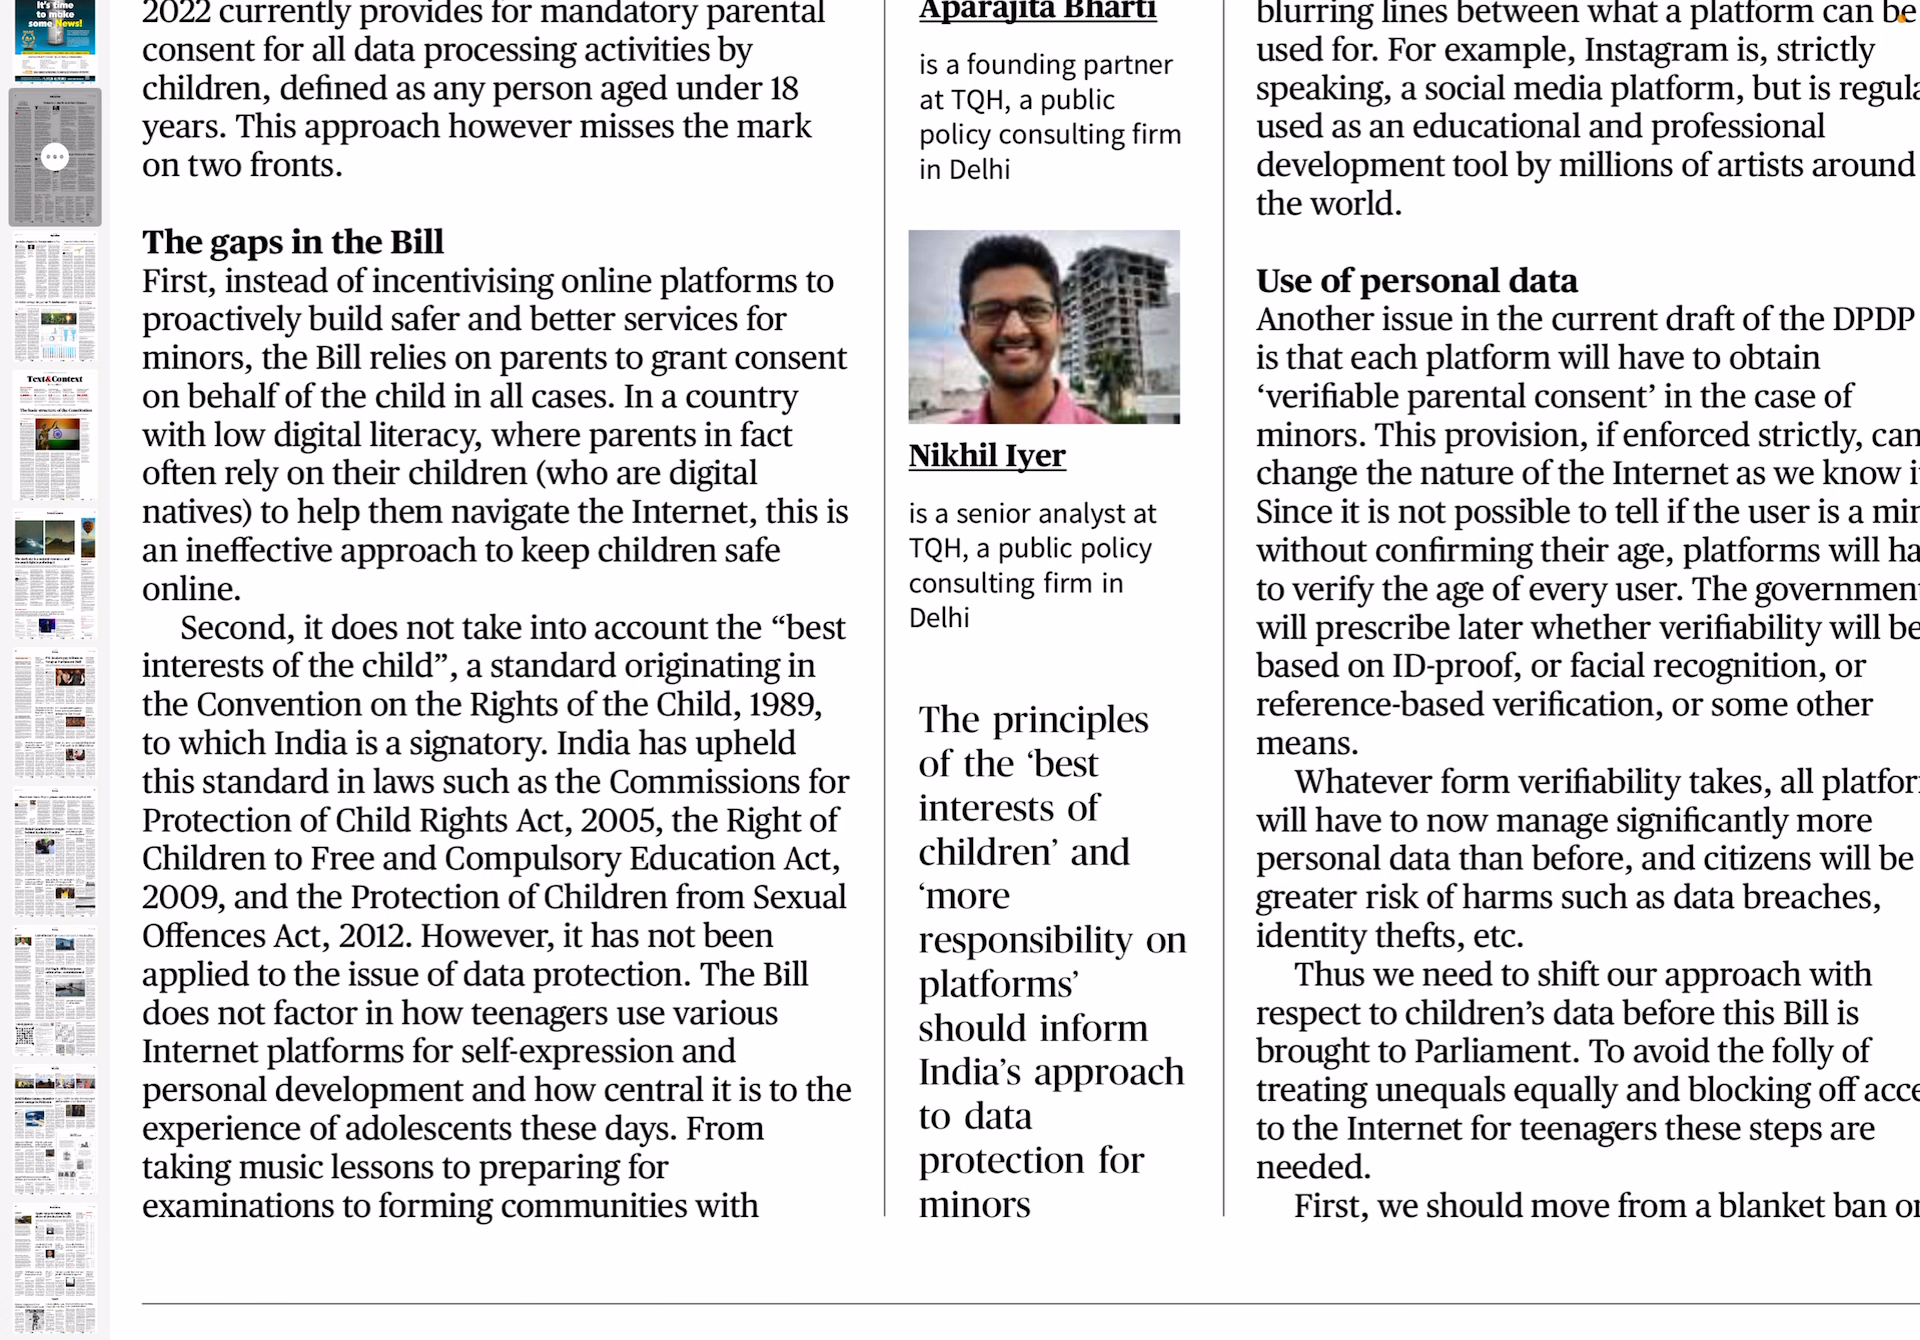 It's time
to make
some News!
Text&Context
The basic structure of the Constitution
2022 currently provides for mandatory parental
consent for all data processing activities by
children, defined as any person aged under 18
years. This approach however misses the mark
on two fronts.
The gaps in the Bill
First, instead of incentivising online platforms to
proactively build safer and better services for
minors, the Bill relies on parents to grant consent
on behalf of the child in all cases. In a country
with low digital literacy, where parents in fact
often rely on their children (who are digital
natives) to help them navigate the Internet, this is
an ineffective approach to keep children safe
online.
Second, it does not take into account the “best
interests of the child”, a standard originating in
the Convention on the Rights of the Child, 1989,
to which India is a signatory. India has upheld
this standard in laws such as the Commissions for
Protection of Child Rights Act, 2005, the Right of
Children to Free and Compulsory Education Act,
2009, and the Protection of Children from Sexual
Offences Act, 2012. However, it has not been
applied to the issue of data protection. The Bill
does not factor in how teenagers use various
Internet platforms for self-expression and
personal development and how central it is to the
experience of adolescents these days. From
taking music lessons to preparing for
examinations to forming communities with
Aparajita Bharti
is a founding partner
at TQH, a public
policy consulting firm
in Delhi
Nikhil Iyer
is a senior analyst at
TQH, a public policy
consulting firm in
Delhi
The principles
of the ‘best
interests of
children’ and
‘more
responsibility on
platforms’
should inform
India’s approach
to data
protection for
minors
blurring lines between what a platform can be
used for. For example, Instagram is, strictly
speaking, a social media platform, but is regula
used as an educational and professional
development tool by millions of artists around
the world.
Use of personal data
Another issue in the current draft of the DPDP
is that each platform will have to obtain
‘verifiable parental consent’ in the case of
minors. This provision, if enforced strictly, can
change the nature of the Internet as we know i
Since it is not possible to tell if the user is a min
without confirming their age, platforms will ha
to verify the age of every user. The government
will prescribe later whether verifiability will be
based on ID-proof, or facial recognition, or
reference-based verification, or some other
means.
Whatever form verifiability takes, all platfor
will have to now manage significantly more
personal data than before, and citizens will be
greater risk of harms such as data breaches,
identity thefts, etc.
Thus we need to shift our approach with
respect to children’s data before this Bill is
brought to Parliament. To avoid the folly of
treating unequals equally and blocking off acce
to the Internet for teenagers these steps are
needed.
First, we should move from a blanket ban on